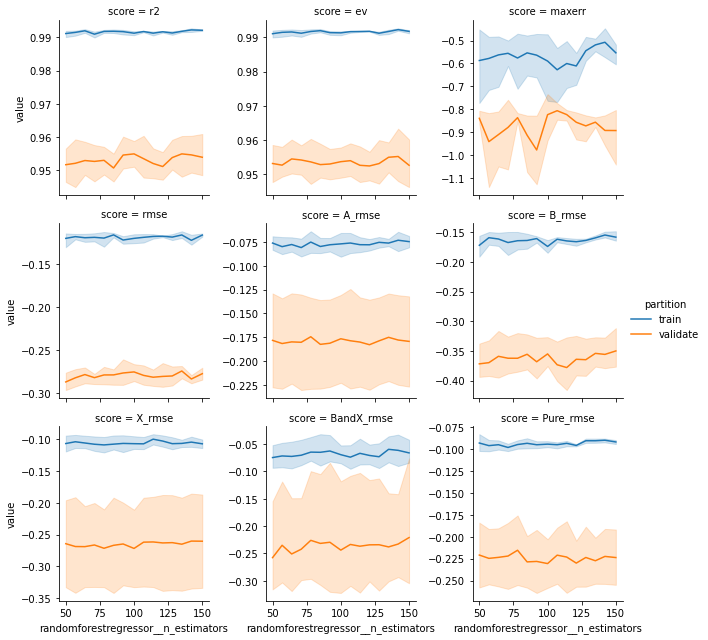 score = r2
score = ev
score = maxerr
value
0.99
0.98
0.97
0.96
0.95
0.99
0.98
0.97
0.96
0.95
−0.5
−0.6
−0.7
−0.8
−0.9
−1.0
−1.1
score = rmse
score = A_rmse
score = B_rmse
value
−0.15
−0.20
−0.25
−0.30
−0.075
−0.100
−0.125
−0.150
−0.175
−0.200
−0.225
−0.15
−0.20
−0.25
−0.30
−0.35
−0.40
partition
train
validate
score = X_rmse
score = BandX_rmse
score = Pure_rmse
value
−0.10
−0.15
−0.20
−0.25
−0.30
−0.35
−0.05
−0.10
−0.15
−0.20
−0.25
−0.30
−0.075
−0.100
−0.125
−0.150
−0.175
−0.200
−0.225
−0.250
50 75 100 125 150
50 75 100 125 150
50 75 100 125 150
randomforestregressor__n_estimators
randomforestregressor__n_estimators
randomforestregressor__n_estimators